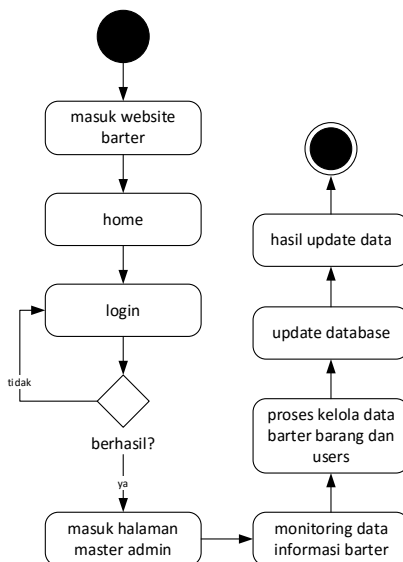 masuk website
barter
home
login
tidak
berhasil?
ya
masuk halaman
master admin
monitoring data
informasi barter
proses kelola data
barter barang dan
users
update database
hasil update data